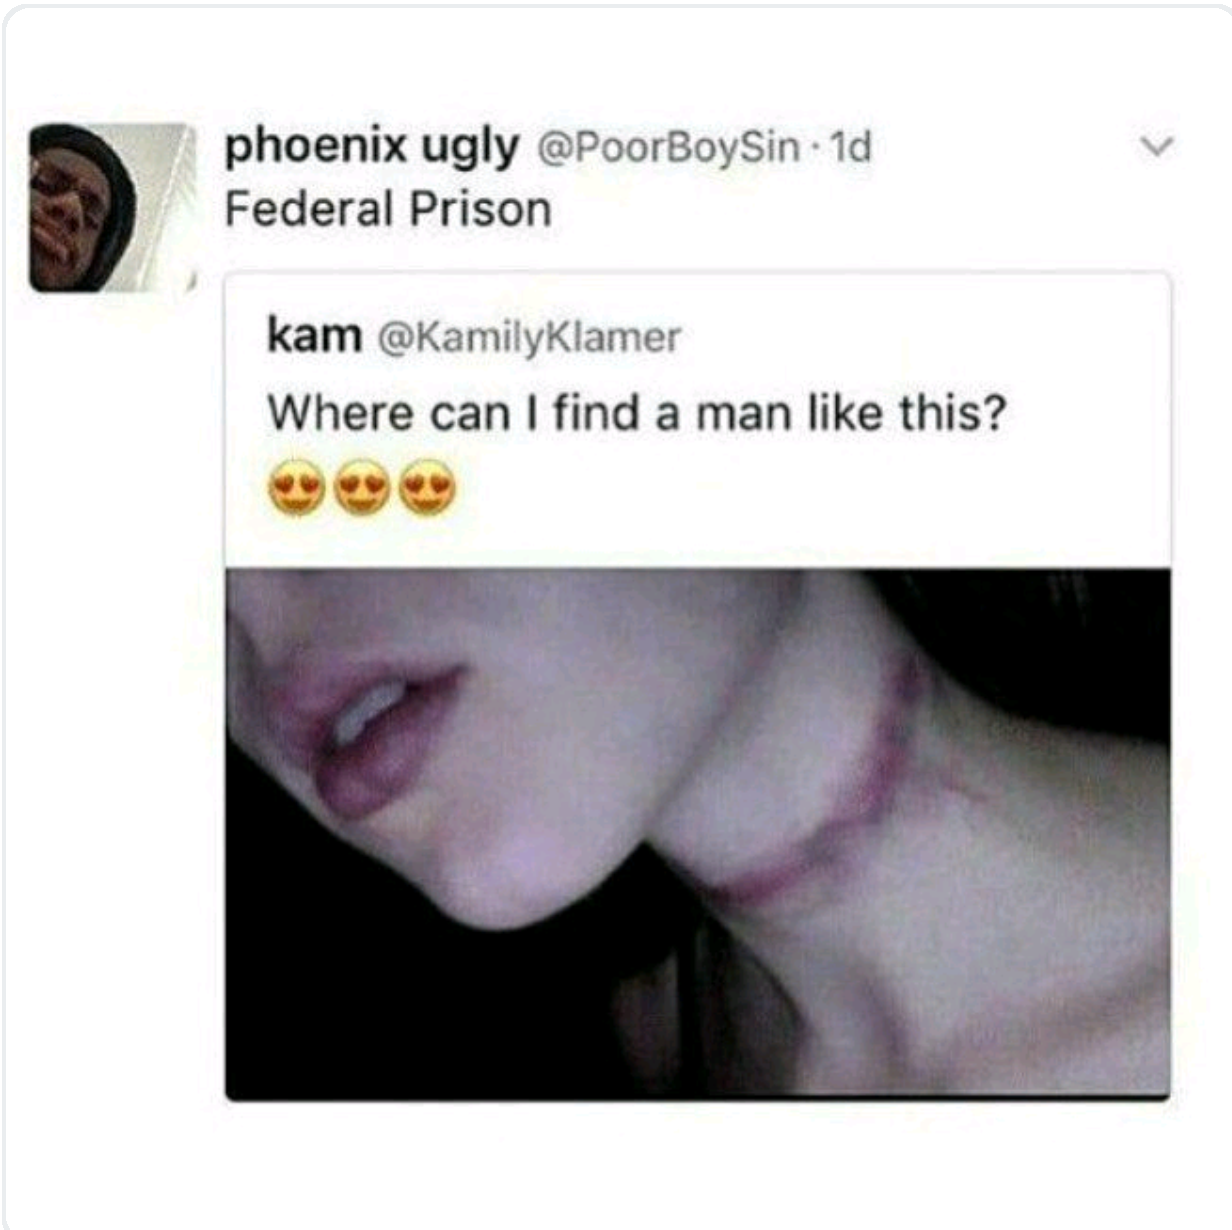 phoenix ugly @PoorBoySin · 1d
Federal Prison
kam @KamilyKlamer
Where can I find a man like this?
😍😍😍